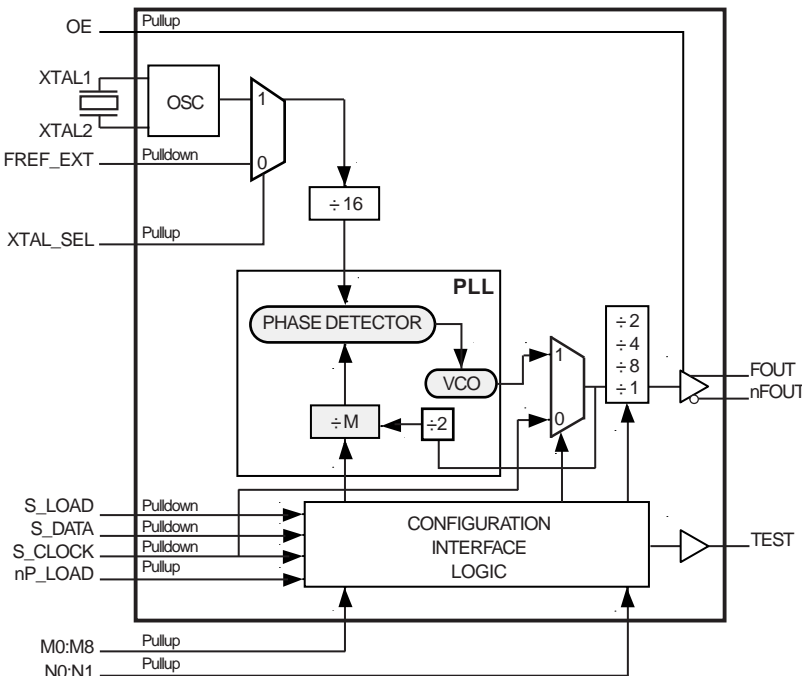 OE
Pullup
XTAL1
OSC
XTAL2
1
0
FREF_EXT
Pulldown
÷ 16
XTAL_SEL
Pullup
PLL
PHASE DETECTOR
VCO
÷ M
÷2
1
0
÷ 2
÷ 4
÷ 8
÷ 1
FOUT
nFOUT
S_LOAD
Pulldown
S_DATA
Pulldown
S_CLOCK
Pulldown
nP_LOAD
Pullup
CONFIGURATION
INTERFACE
LOGIC
TEST
M0:M8
Pullup
N0:N1
Pullup